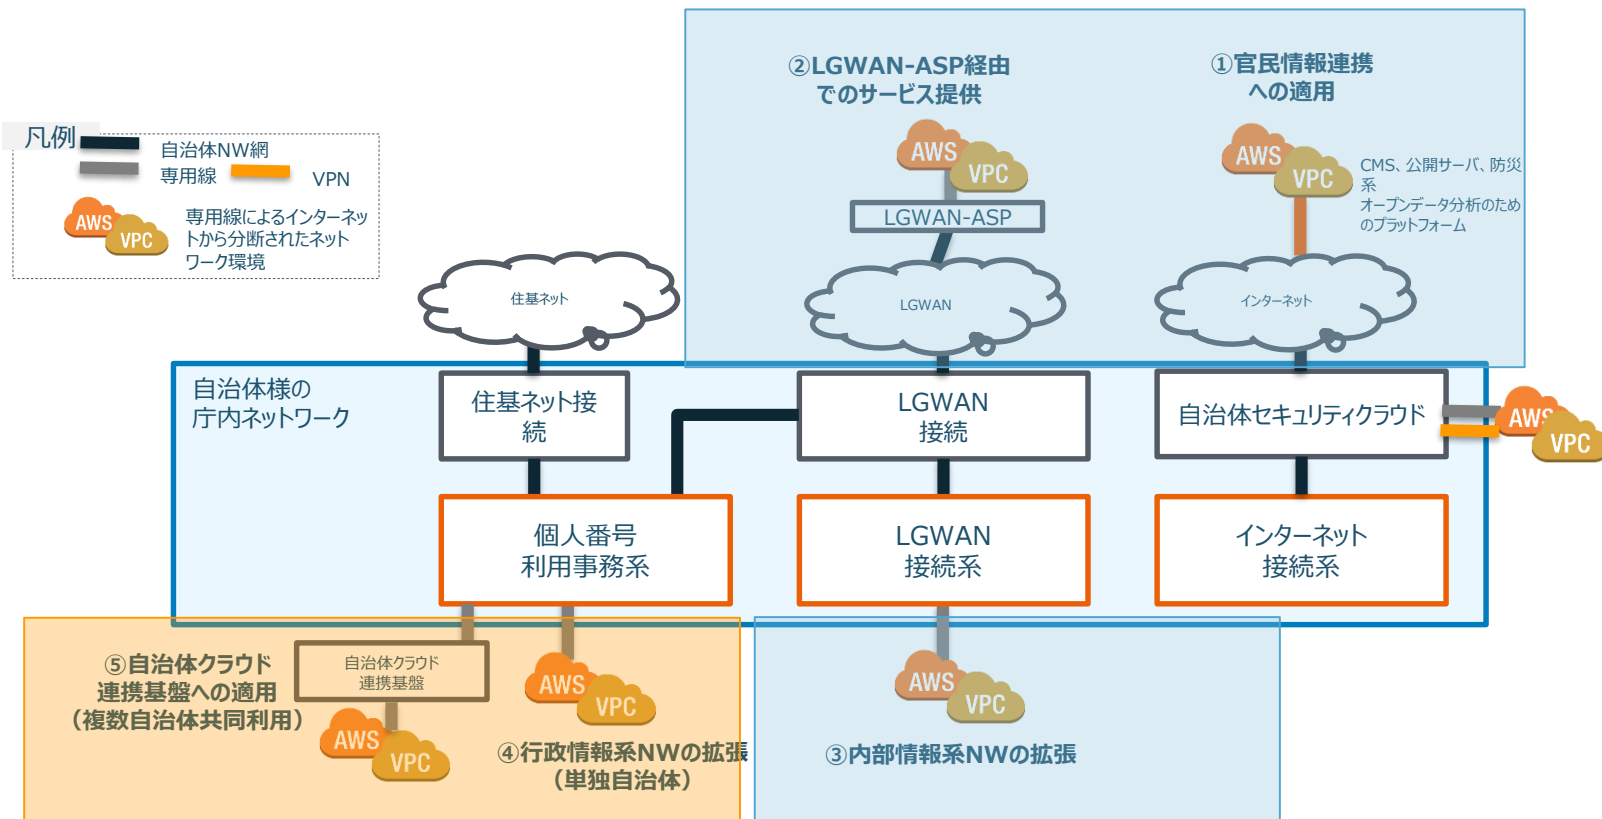 ②LGWAN-ASP経由
でのサービス提供
①官民情報連携
への適用
凡例
自治体NW網
専用線
VPN
AWS
VPC
専用線によるインターネッ
トから分断されたネット
ワーク環境
AWS
VPC
LGWAN-ASP
AWS
VPC
CMS、公開サーバ、防災
系
オープンデータ分析のため
のプラットフォーム
住基ネット
LGWAN
インターネット
自治体様の
庁内ネットワーク
住基ネット接
続
LGWAN
接続
自治体セキュリティクラウド
AWS
VPC
個人番号
利用事務系
LGWAN
接続系
インターネット
接続系
⑤自治体クラウド
連携基盤への適用
（複数自治体共同利用）
自治体クラウド
連携基盤
AWS
VPC
AWS
VPC
④行政情報系NWの拡張
（単独自治体）
AWS
VPC
③内部情報系NWの拡張